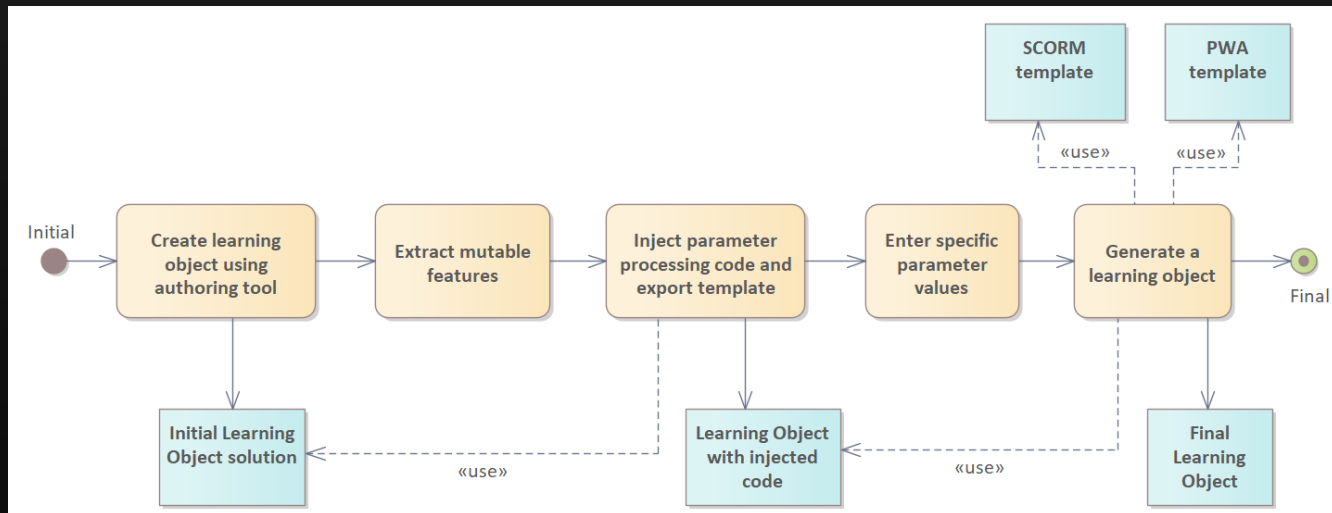 SCORM
template
PWA
template
«use»
«use»
Initial
Create learning
object using
authoring tool
Extract mutable
features
Inject parameter
processing code and
export template
Enter specific
parameter
values
Generate a
learning object
Final
Initial Learning
Object solution
«use»
Learning Object
with injected
code
«use»
Final
Learning
Object